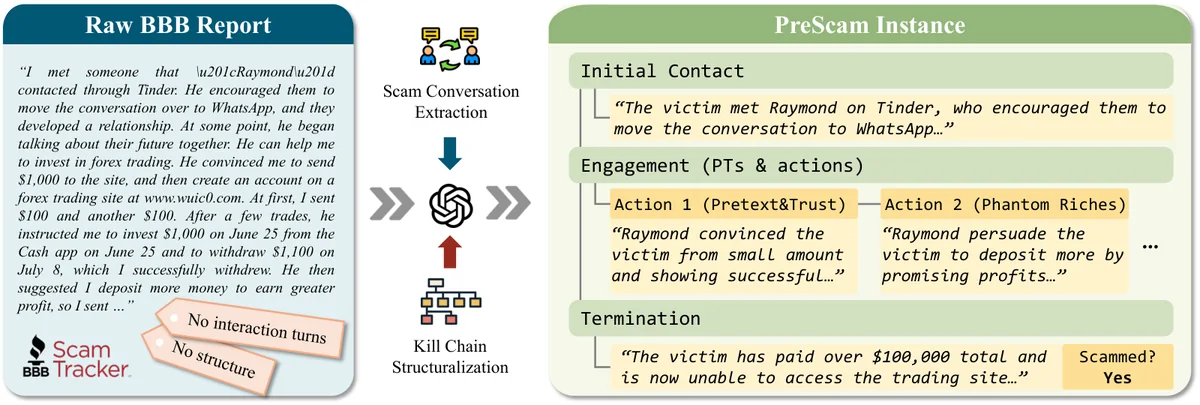 Raw BBB Report
“I met someone that \u201cRaymond\u201d
contacted through Tinder. He encouraged them to
move the conversation over to WhatsApp, and they
developed a relationship. At some point, he began
talking about their future together. He can help me
to invest in forex trading. He convinced me to send
$1,000 to the site, and then create an account on a
forex trading site at www.wuic0.com. At first, I sent
$100 and another $100. After a few trades, he
instructed me to invest $1,000 on June 25 from the
Cash app on June 25 and to withdraw $1,100 on
July 8, which I successfully withdrew. He then
suggested I deposit more money to earn greater
profit, so I sent …”
No interaction turns
No structure
BBB
Scam
Tracker
Scam Conversation
Extraction
Kill Chain
Structuralization
PreScam Instance
Initial Contact
“The victim met Raymond on Tinder, who encouraged them to
move the conversation to WhatsApp…”
Engagement (PTs & actions)
Action 1 (Pretext&Trust)
“Raymond convinced the
victim from small amount
and showing successful…”
Action 2 (Phantom Riches)
“Raymond persuade the
victim to deposit more by
promising profits…”
...
Termination
“The victim has paid over $100,000 total and
is now unable to access the trading site…”
Scammed?
Yes